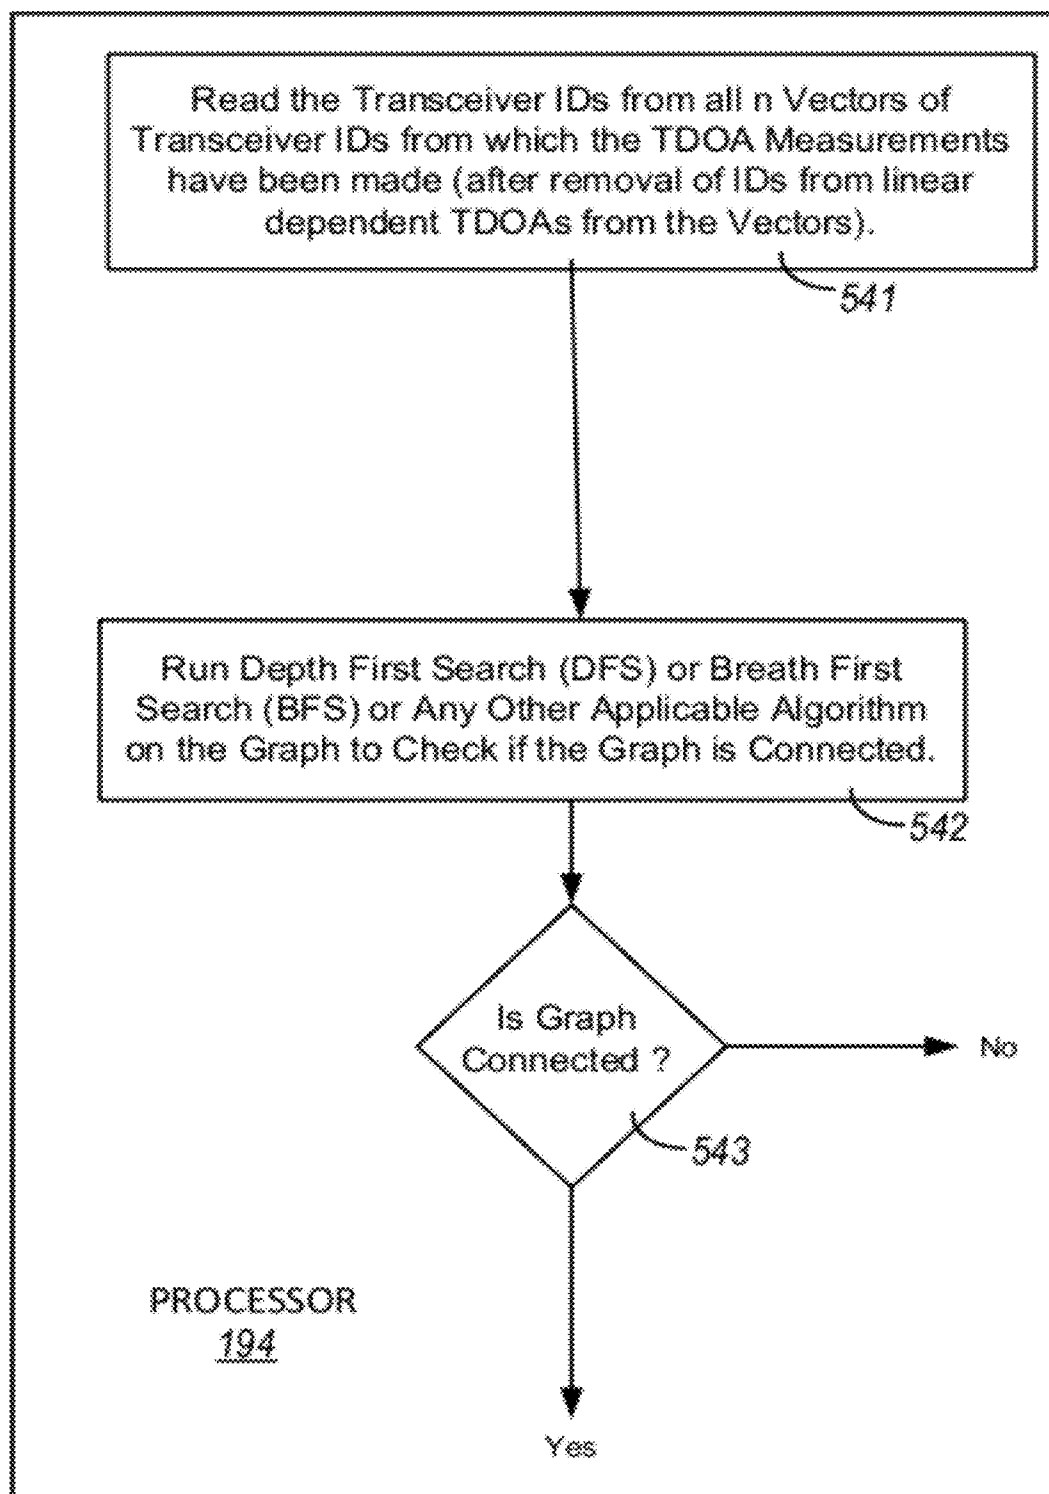 Read the Transceiver IDs from all n Vectors of
Transceiver IDs from which the TDOA Measurements
have been made (after removal of IDs from linear
dependent TDOAs from the Vectors).
541
Run Depth First Search (DFS) or Breath First
Search (BFS) or Any Other Applicable Algorithm
on the Graph to Check if the Graph is Connected.
542
Is Graph
Connected ?
No
543
PROCESSOR
194
Yes